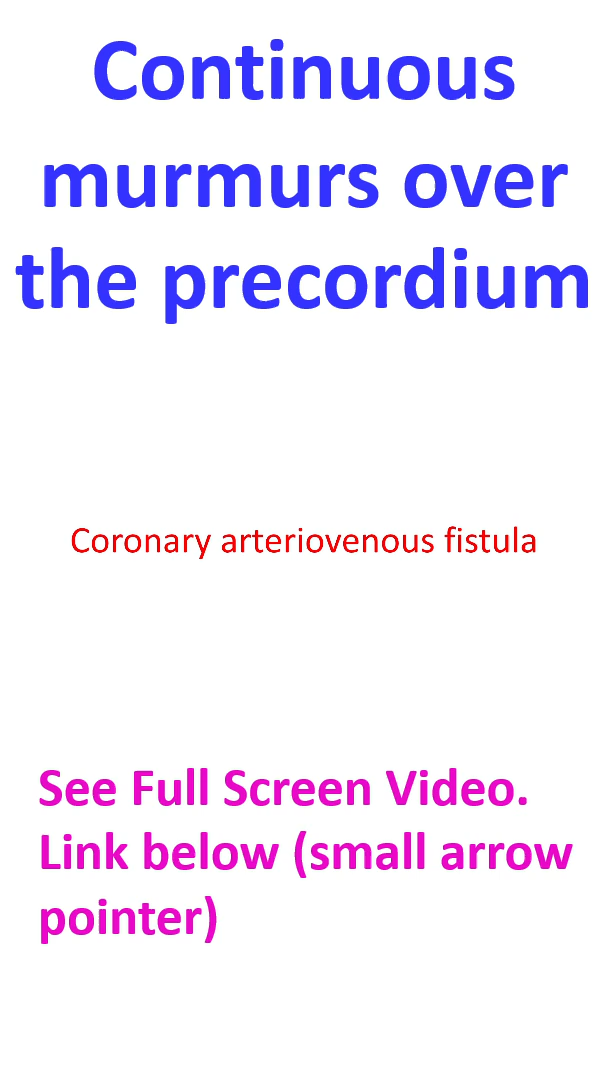 Continuous
murmurs over
the precordium
Coronary arteriovenous fistula
See Full Screen Video.
Link below (small arrow
pointer)